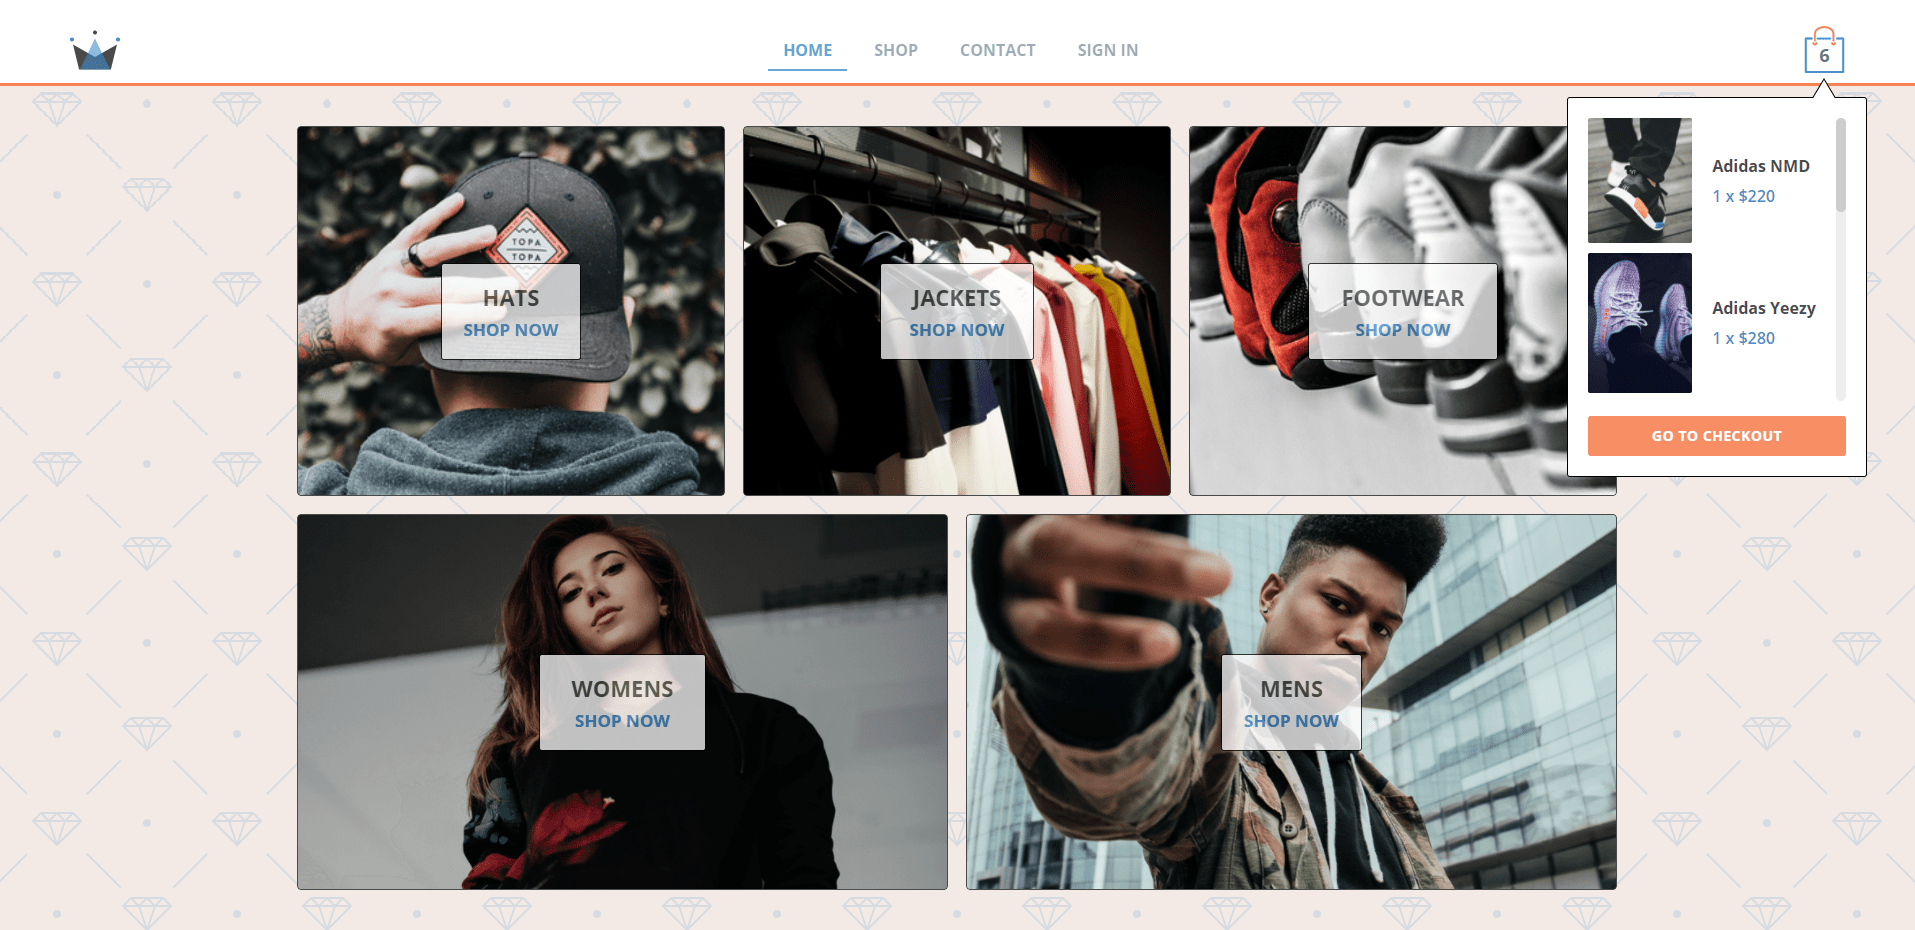 HOME SHOP CONTACT SIGN IN
6
Adidas NMD
1 x $220
Adidas Yeezy
1 x $280
GO TO CHECKOUT
TOPA
TOPA
HATS
SHOP NOW
JACKETS
SHOP NOW
FOOTWEAR
SHOP NOW
WOMENS
SHOP NOW
MENS
SHOP NOW